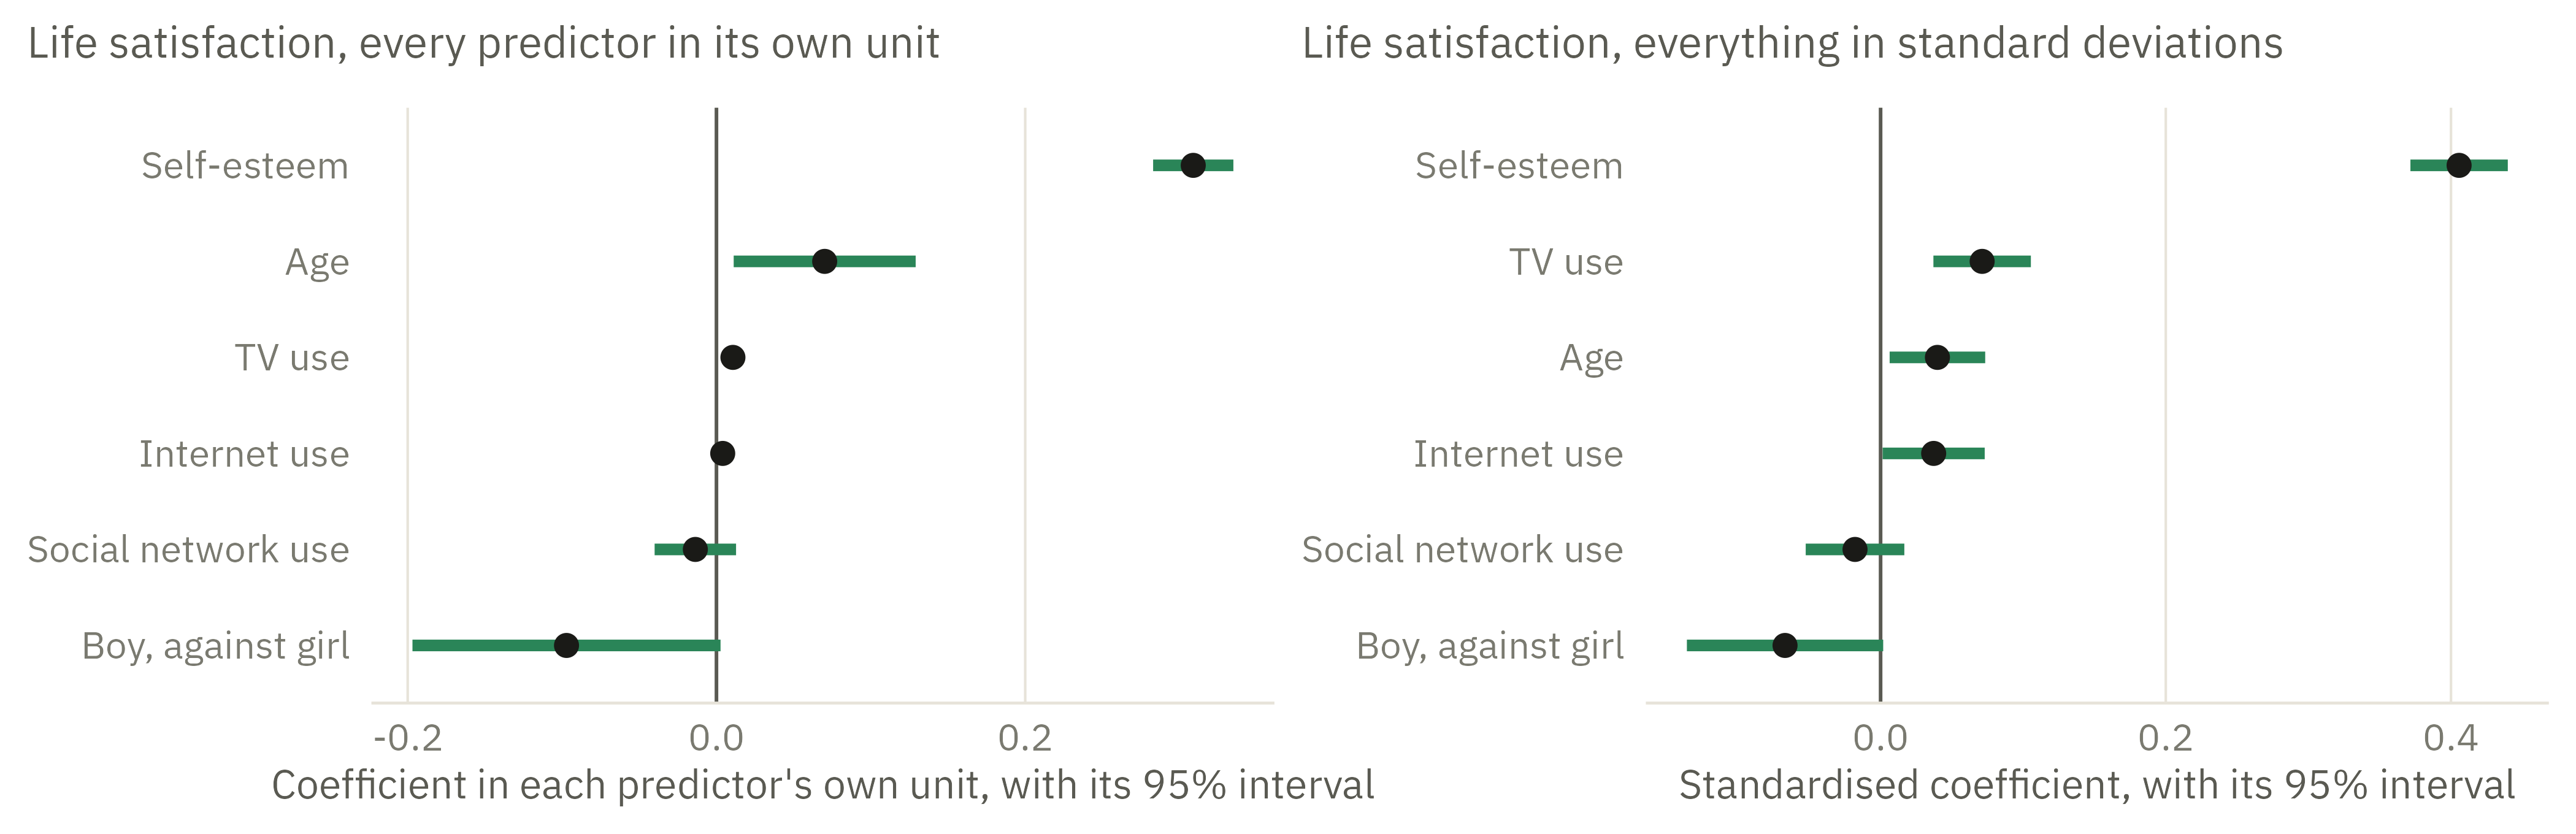 Life satisfaction, every predictor in its own unit
Self-esteem
Age
TV use
Internet use
Social network use
Boy, against girl
-0.2 0.0 0.2
Coefficient in each predictor's own unit, with its 95% interval
Life satisfaction, everything in standard deviations
Self-esteem
TV use
Age
Internet use
Social network use
Boy, against girl
0.0 0.2 0.4
Standardised coefficient, with its 95% interval